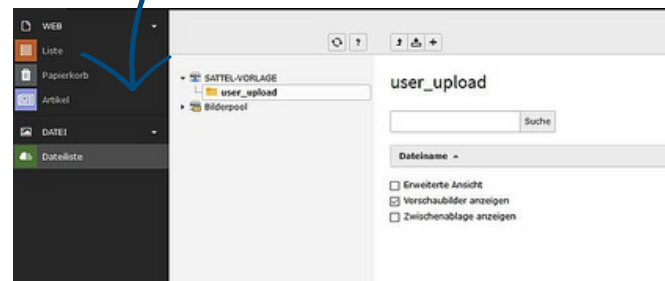 WEB
Liste
Papierkorb
Artikel
DATEI
Dateiliste
?
SATTEL-VORLAGE
user_upload
Bilderpool
user_upload
Suche
Dateiname
Erweiterte Ansicht
Vorschaubilder anzeigen
Zwischenablage anzeigen